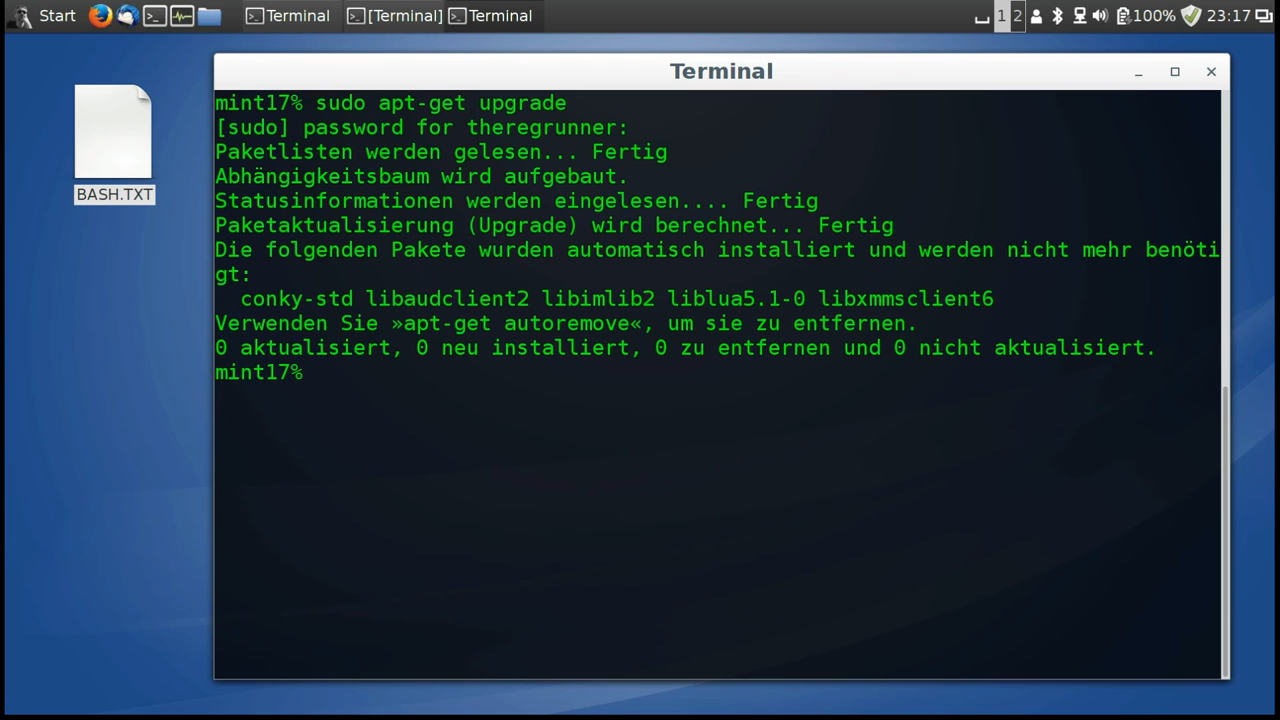 Start
Terminal
[Terminal]
Terminal
1 2
100%
23:17
BASH.TXT
Terminal
mint17% sudo apt-get upgrade
[sudo] password for theregrunner:
Paketlisten werden gelesen... Fertig
Abhängigkeitsbaum wird aufgebaut.
Statusinformationen werden eingelesen.... Fertig
Paketaktualisierung (Upgrade) wird berechnet... Fertig
Die folgenden Pakete wurden automatisch installiert und werden nicht mehr benöti
gt:
  conky-std libaudclient2 libimlib2 liblua5.1-0 libxmmsclient6
Verwenden Sie »apt-get autoremove«, um sie zu entfernen.
0 aktualisiert, 0 neu installiert, 0 zu entfernen und 0 nicht aktualisiert.
mint17%